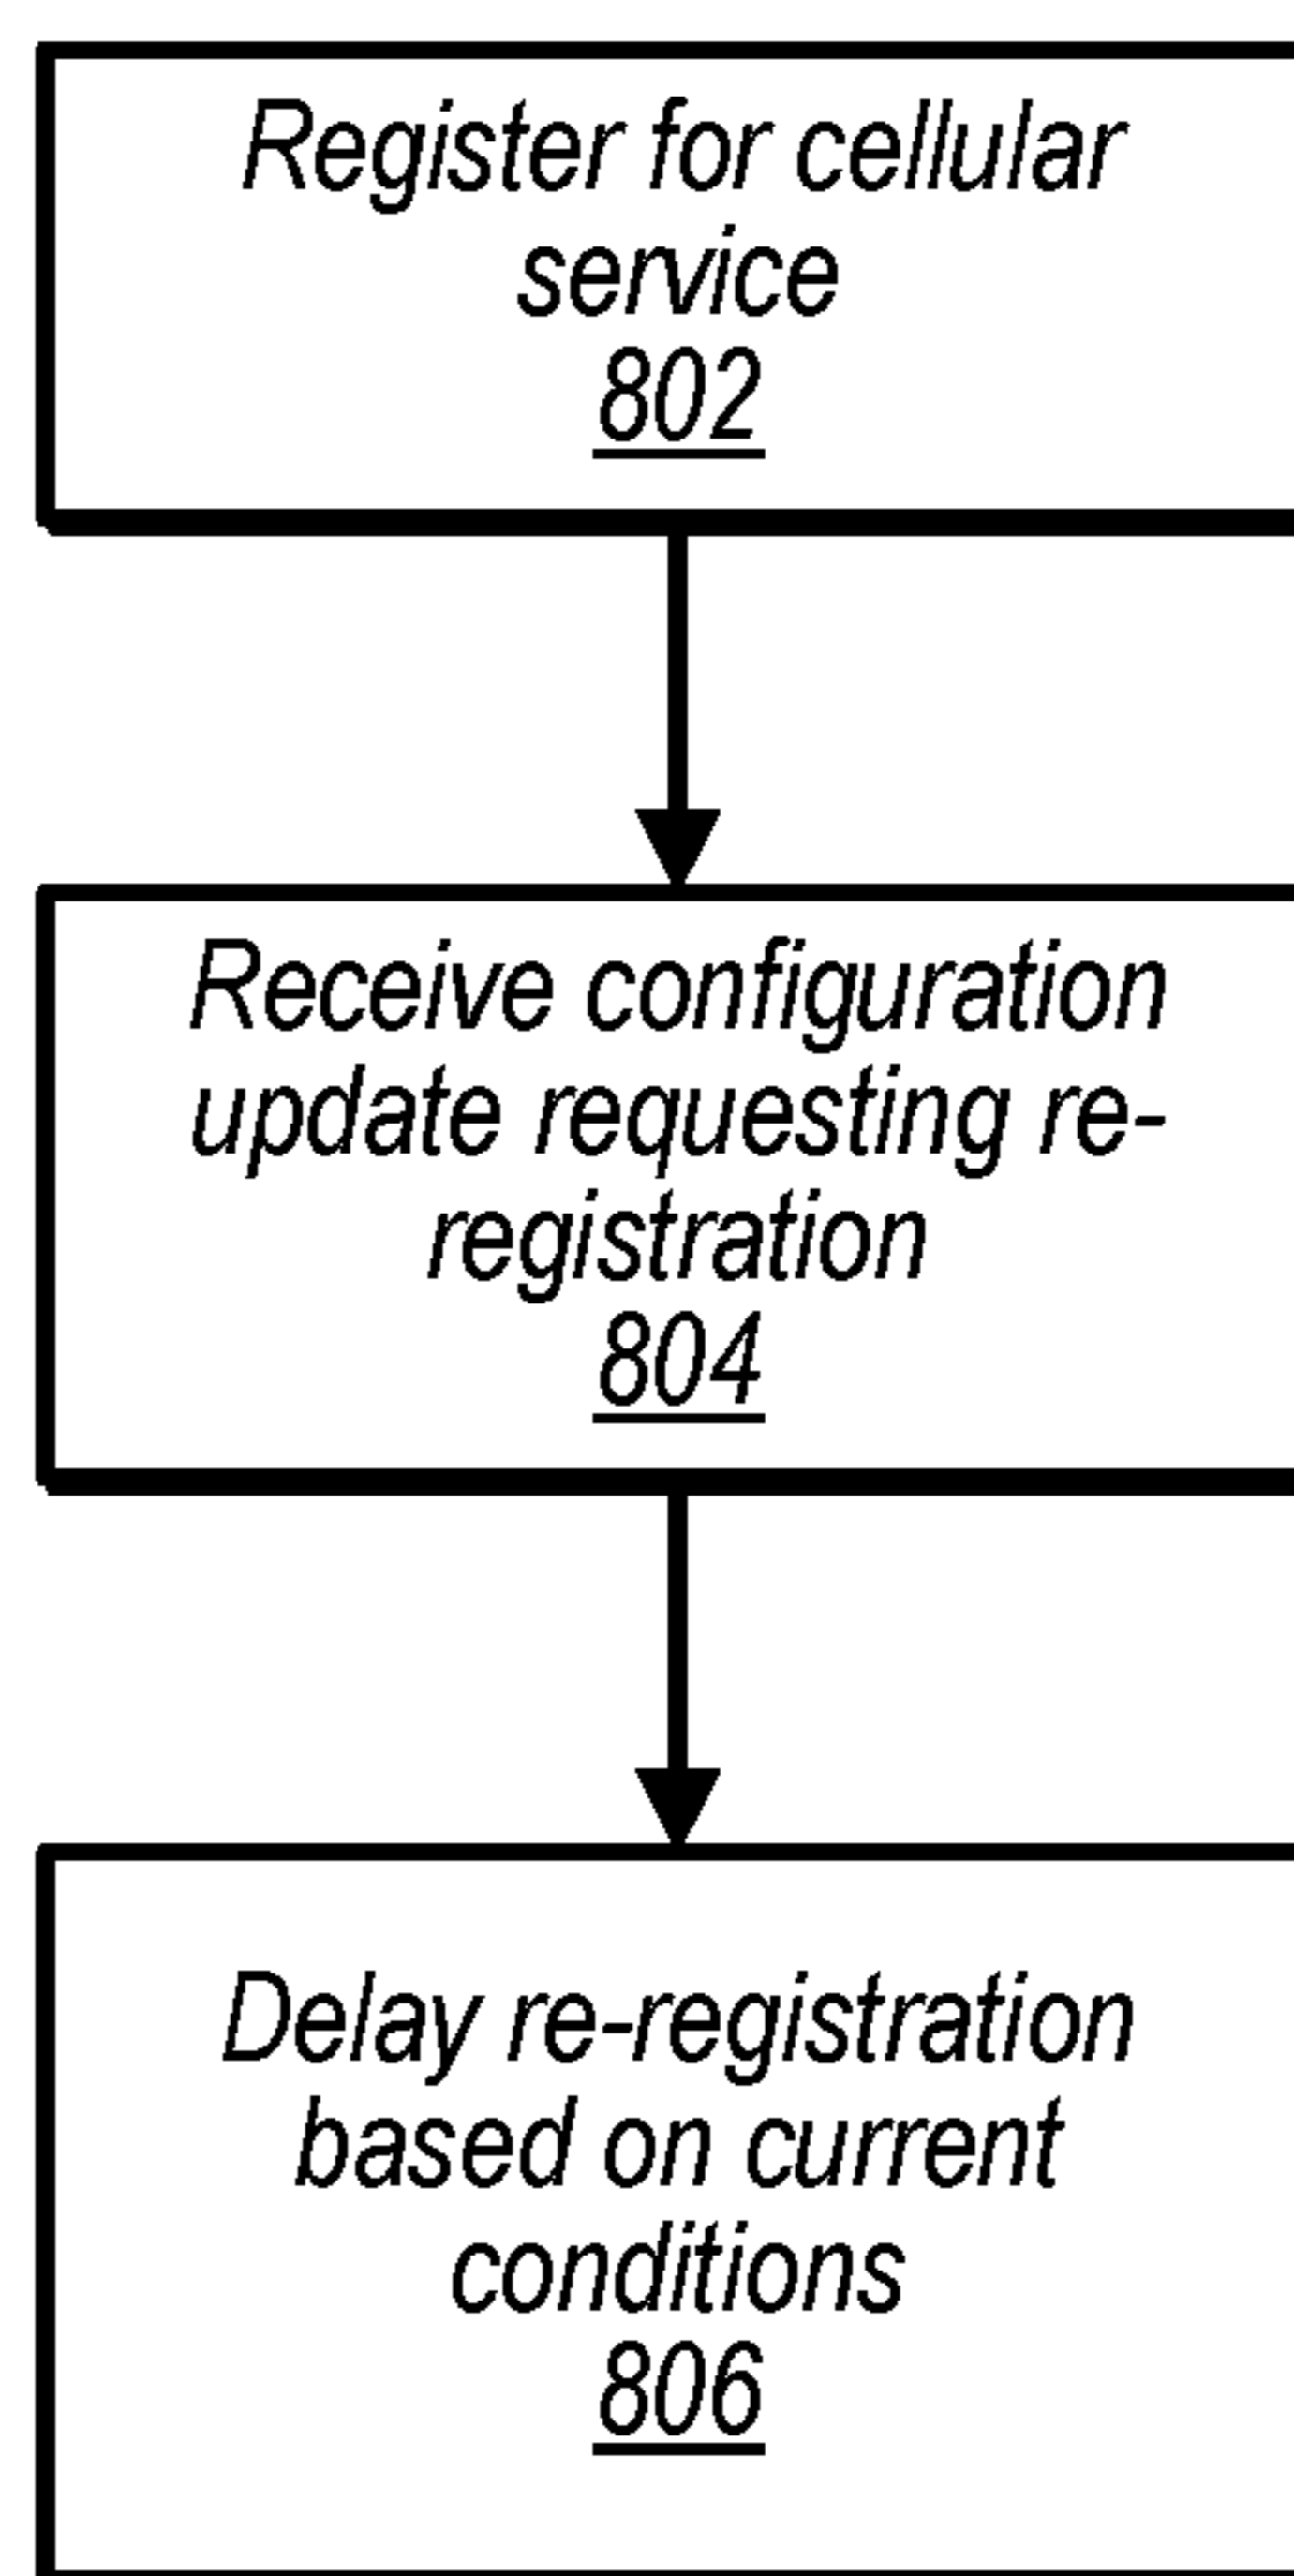 Register for cellular
service
802
Receive configuration
update requesting re-
registration
804
Delay re-registration
based on current
conditions
806